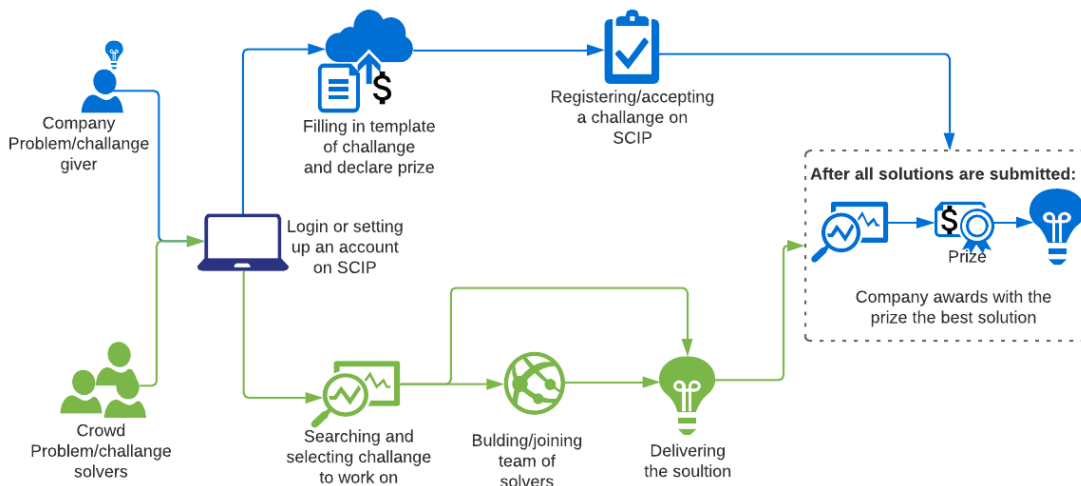 Company
Problem/challange
giver
$
Filling in template
of challange
and declare prize
Registering/accepting
a challange on
SCIP
After all solutions are submitted:
$
Prize
Company awards with the
prize the best solution
Login or setting
up an account
on SCIP
Crowd
Problem/challange
solvers
Searching and
selecting challange
to work on
Bulding/joining
team of
solvers
Delivering
the soultion